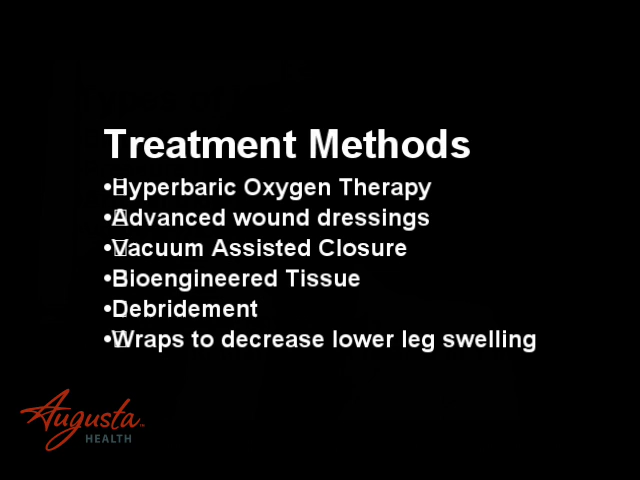 Treatment Methods
•Hyperbaric Oxygen Therapy
•Advanced wound dressings
•Vacuum Assisted Closure
•Bioengineered Tissue
•Debridement
•Wraps to decrease lower leg swelling
Augusta™
HEALTH